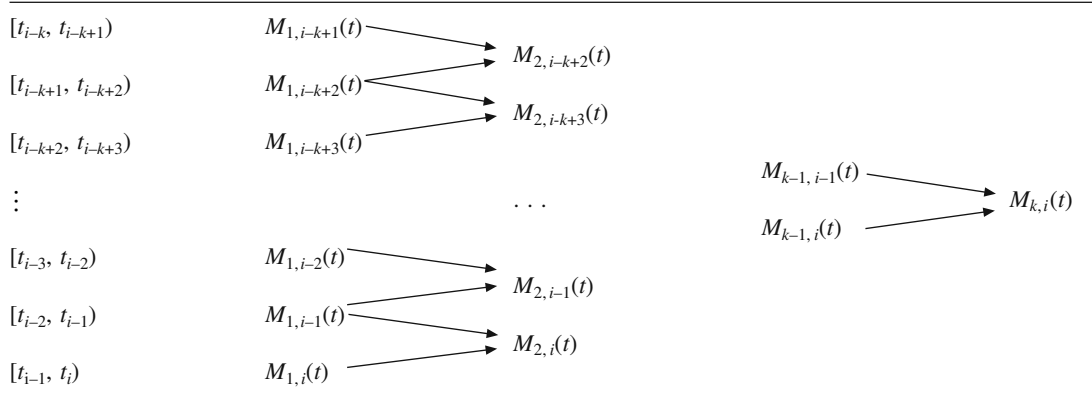 [t_{i–k}, t_{i–k+1}) M_{1,i–k+1}(t)
M_{2,i–k+2}(t)
[t_{i–k+1}, t_{i–k+2}) M_{1,i–k+2}(t)
M_{2,i-k+3}(t)
[t_{i–k+2}, t_{i–k+3}) M_{1,i–k+3}(t)
M_{k–1,i–1}(t)
⋮ . . . M_{k,i}(t)
M_{k–1,i}(t)
[t_{i–3}, t_{i–2}) M_{1,i–2}(t)
M_{2,i–1}(t)
[t_{i–2}, t_{i–1}) M_{1,i–1}(t)
M_{2,i}(t)
[t_{i–1}, t_i) M_{1,i}(t)